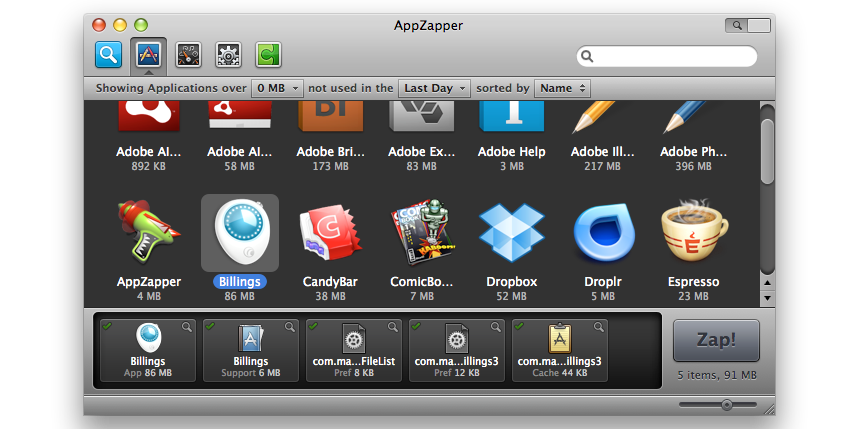 AppZapper
Showing Applications over 0 MB not used in the Last Day sorted by Name
Adobe AI... Adobe AI... Adobe Bri... Adobe Ex... Adobe Help Adobe Ill... Adobe Ph...
892 KB 58 MB 173 MB 83 MB 3 MB 217 MB 396 MB
AppZapper Billings CandyBar ComicBo... Dropbox Droplr Espresso
4 MB 86 MB 38 MB 7 MB 52 MB 5 MB 23 MB
Billings Billings com.ma...FileList com.ma...illings3 com.ma...illings3
App 86 MB Support 6 MB Pref 8 KB Pref 12 KB Cache 44 KB
Zap!
5 items, 91 MB